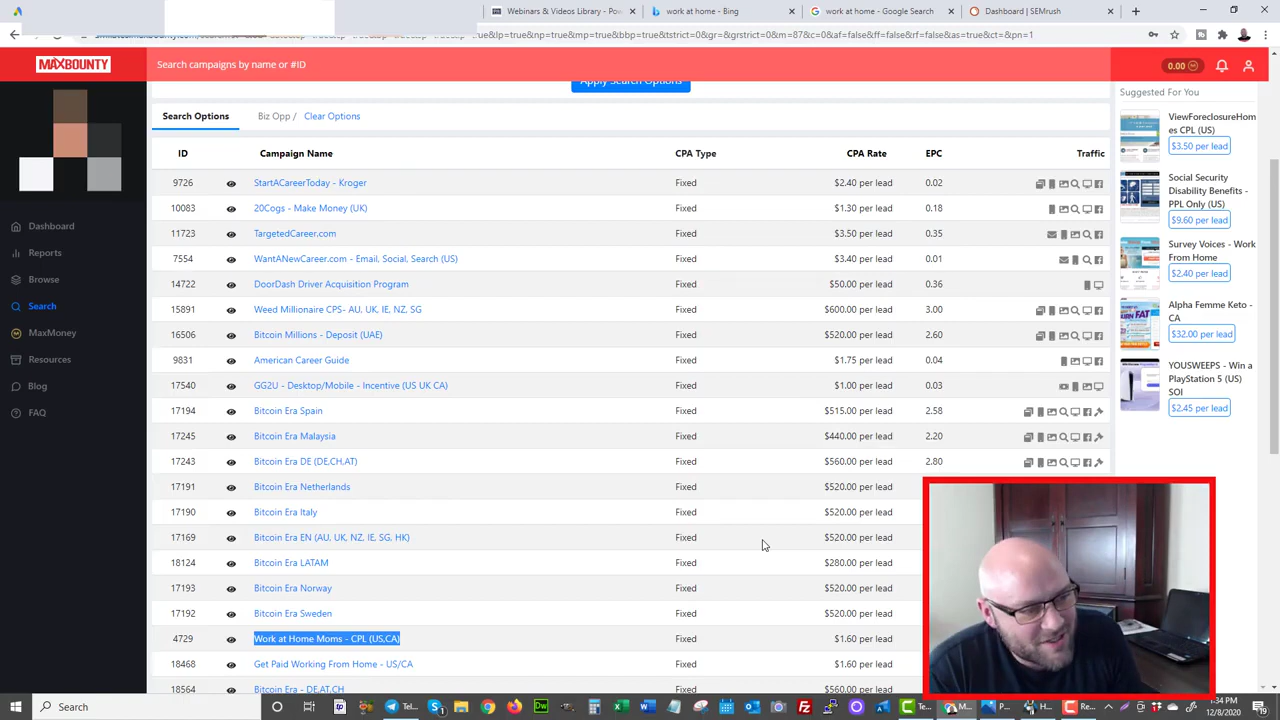 Webinars & Videos Library - Pow
work at home - Bing
Google Search
Dashboard | Microsoft
MAXBOUNTY
Search campaigns by name or #ID
0.00
Apply Search Options
Suggested For You
Search Options
Biz Opp / Clear Options
ID Campaign Name CPA Type CPA Rate EPC Traffic
9726 StartACareerToday - Kroger Fixed $2.40 per lead 0.02
10083 20Cogs - Make Money (UK) Fixed $1.30 per lead 0.18
11723 TargetedCareer.com Fixed $3.50 per lead 0.35
7554 WantANewCareer.com - Email, Social, Search (US) Fixed $3.40 per lead 0.01
14722 DoorDash Driver Acquisition Program Fixed $50.00 per lead 0.36
15891 Weed Millionaire CPS- AU, UK, IE, NZ, SG Fixed $600.00 per lead 3.00
16506 Bitcoin Millions - Deposit (UAE) Fixed $520.00 per lead 2.60
9831 American Career Guide Fixed $1.75 per lead 0.04
17540 GG2U - Desktop/Mobile - Incentive (US UK CA) Fixed $1.00 per lead 0.03
17194 Bitcoin Era Spain Fixed $515.00 per lead 2.58
17245 Bitcoin Era Malaysia Fixed $440.00 per lead 2.20
17243 Bitcoin Era DE (DE,CH,AT) Fixed $560.00 per lead 2.80
17191 Bitcoin Era Netherlands Fixed $520.00 per lead
17190 Bitcoin Era Italy Fixed $520.00 per lead
17169 Bitcoin Era EN (AU, UK, NZ, IE, SG, HK) Fixed $520.00 per lead
18124 Bitcoin Era LATAM Fixed $280.00 per lead
17193 Bitcoin Era Norway Fixed $520.00 per lead
17192 Bitcoin Era Sweden Fixed $520.00 per lead
4729 Work at Home Moms - CPL (US,CA) Fixed $1.60 per lead
18468 Get Paid Working From Home - US/CA Fixed $1.60 per lead
18564 Bitcoin Era - DE,AT,CH Fixed $560.00 per lead
Dashboard
Reports
Browse
Search
MaxMoney
Resources
Blog
FAQ
ViewForeclosureHom
es CPL (US)
$3.50 per lead
Social Security
Disability Benefits -
PPL Only (US)
$9.60 per lead
Survey Voices - Work
From Home
$2.40 per lead
Alpha Femme Keto -
CA
$32.00 per lead
YOUSWEEPS - Win a
PlayStation 5 (US)
SOI
$2.45 per lead
Search
Tel
12/8/2020